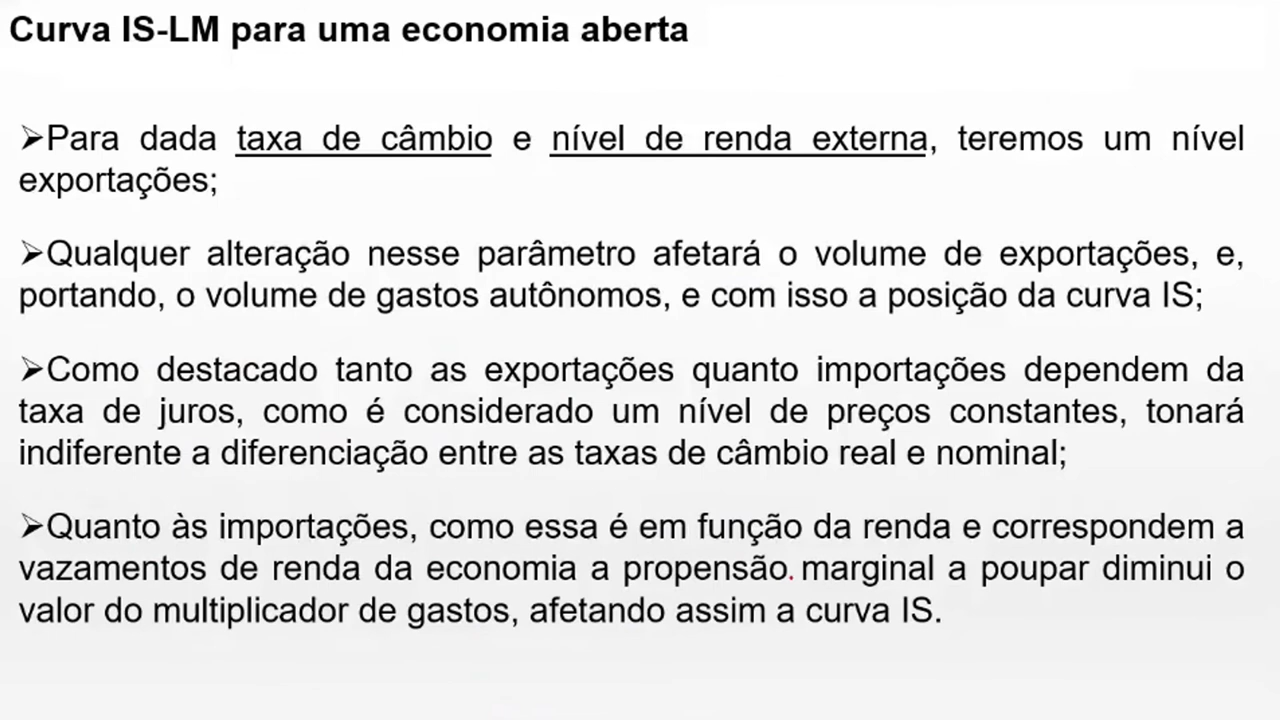 Curva IS-LM para uma economia aberta
➢Para dada taxa de câmbio e nível de renda externa, teremos um nível
exportações;
➢Qualquer alteração nesse parâmetro afetará o volume de exportações, e,
portando, o volume de gastos autônomos, e com isso a posição da curva IS;
➢Como destacado tanto as exportações quanto importações dependem da
taxa de juros, como é considerado um nível de preços constantes, tonará
indiferente a diferenciação entre as taxas de câmbio real e nominal;
➢Quanto às importações, como essa é em função da renda e correspondem a
vazamentos de renda da economia a propensão marginal a poupar diminui o
valor do multiplicador de gastos, afetando assim a curva IS.